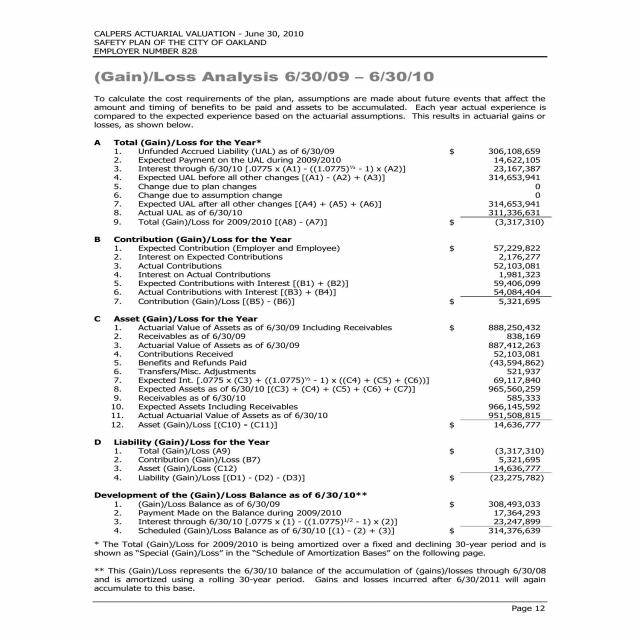 CALPERS ACTUARIAL VALUATION - June 30, 2010
SAFETY PLAN OF THE CITY OF OAKLAND
EMPLOYER NUMBER 828
(Gain)/Loss Analysis 6/30/09 – 6/30/10
To calculate the cost requirements of the plan, assumptions are made about future events that affect the
amount and timing of benefits to be paid and assets to be accumulated. Each year actual experience is
compared to the expected experience based on the actuarial assumptions. This results in actuarial gains or
losses, as shown below.
A Total (Gain)/Loss for the Year*
1. Unfunded Accrued Liability (UAL) as of 6/30/09 $ 306,108,659
2. Expected Payment on the UAL during 2009/2010 14,622,105
3. Interest through 6/30/10 [.0775 x (A1) - ((1.0775)½ - 1) x (A2)] 23,167,387
4. Expected UAL before all other changes [(A1) - (A2) + (A3)] 314,653,941
5. Change due to plan changes 0
6. Change due to assumption change 0
7. Expected UAL after all other changes [(A4) + (A5) + (A6)] 314,653,941
8. Actual UAL as of 6/30/10 311,336,631
9. Total (Gain)/Loss for 2009/2010 [(A8) - (A7)] $ (3,317,310)
B Contribution (Gain)/Loss for the Year
1. Expected Contribution (Employer and Employee) $ 57,229,822
2. Interest on Expected Contributions 2,176,277
3. Actual Contributions 52,103,081
4. Interest on Actual Contributions 1,981,323
5. Expected Contributions with Interest [(B1) + (B2)] 59,406,099
6. Actual Contributions with Interest [(B3) + (B4)] 54,084,404
7. Contribution (Gain)/Loss [(B5) - (B6)] $ 5,321,695
C Asset (Gain)/Loss for the Year
1. Actuarial Value of Assets as of 6/30/09 Including Receivables $ 888,250,432
2. Receivables as of 6/30/09 838,169
3. Actuarial Value of Assets as of 6/30/09 887,412,263
4. Contributions Received 52,103,081
5. Benefits and Refunds Paid (43,594,862)
6. Transfers/Misc. Adjustments 521,937
7. Expected Int. [.0775 x (C3) + ((1.0775)½ - 1) x ((C4) + (C5) + (C6))] 69,117,840
8. Expected Assets as of 6/30/10 [(C3) + (C4) + (C5) + (C6) + (C7)] 965,560,259
9. Receivables as of 6/30/10 585,333
10. Expected Assets Including Receivables 966,145,592
11. Actual Actuarial Value of Assets as of 6/30/10 951,508,815
12. Asset (Gain)/Loss [(C10) - (C11)] $ 14,636,777
D Liability (Gain)/Loss for the Year
1. Total (Gain)/Loss (A9) $ (3,317,310)
2. Contribution (Gain)/Loss (B7) 5,321,695
3. Asset (Gain)/Loss (C12) 14,636,777
4. Liability (Gain)/Loss [(D1) - (D2) - (D3)] $ (23,275,782)
Development of the (Gain)/Loss Balance as of 6/30/10**
1. (Gain)/Loss Balance as of 6/30/09 $ 308,493,033
2. Payment Made on the Balance during 2009/2010 17,364,293
3. Interest through 6/30/10 [.0775 x (1) - ((1.0775)1/2 - 1) x (2)] 23,247,899
4. Scheduled (Gain)/Loss Balance as of 6/30/10 [(1) - (2) + (3)] $ 314,376,639
* The Total (Gain)/Loss for 2009/2010 is being amortized over a fixed and declining 30-year period and is
shown as "Special (Gain)/Loss" in the "Schedule of Amortization Bases" on the following page.
** This (Gain)/Loss represents the 6/30/10 balance of the accumulation of (gains)/losses through 6/30/08
and is amortized using a rolling 30-year period. Gains and losses incurred after 6/30/2011 will again
accumulate to this base.
Page 12